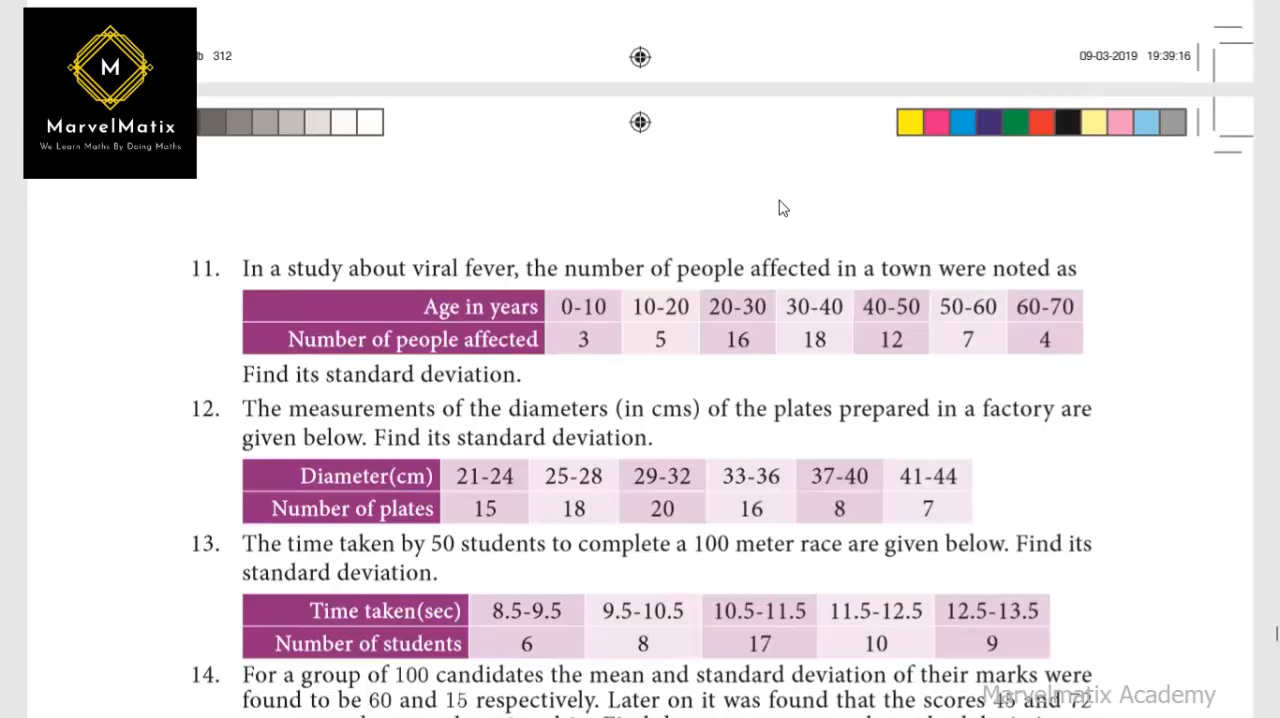 M
MarvelMatix
We Learn Maths By Doing Maths
b 312
09-03-2019 19:39:16
11. In a study about viral fever, the number of people affected in a town were noted as
Age in years 0-10 10-20 20-30 30-40 40-50 50-60 60-70
Number of people affected 3 5 16 18 12 7 4
Find its standard deviation.
12. The measurements of the diameters (in cms) of the plates prepared in a factory are
given below. Find its standard deviation.
Diameter(cm) 21-24 25-28 29-32 33-36 37-40 41-44
Number of plates 15 18 20 16 8 7
13. The time taken by 50 students to complete a 100 meter race are given below. Find its
standard deviation.
Time taken(sec) 8.5-9.5 9.5-10.5 10.5-11.5 11.5-12.5 12.5-13.5
Number of students 6 8 17 10 9
14. For a group of 100 candidates the mean and standard deviation of their marks were
found to be 60 and 15 respectively. Later on it was found that the scores 45 and 72
Marvelmatix Academy